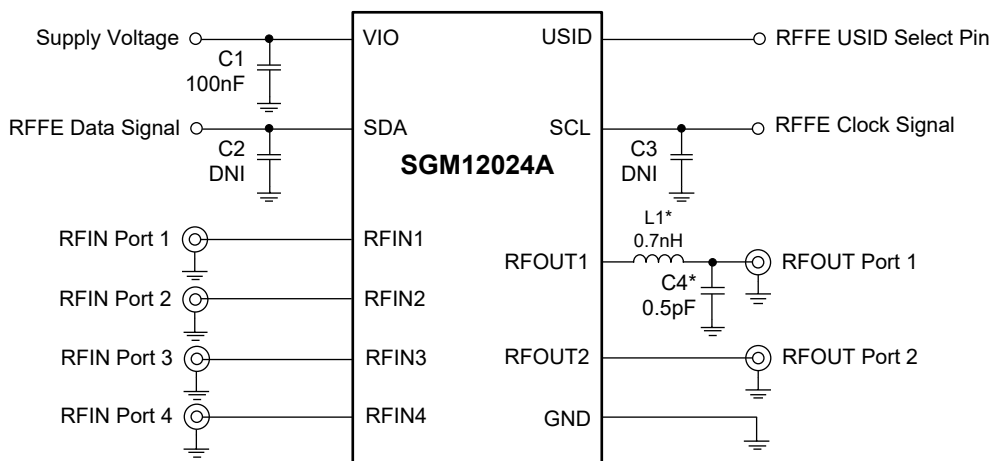 Supply Voltage
VIO
USID
RFFE USID Select Pin
C1
100nF
RFFE Data Signal
SDA
SCL
RFFE Clock Signal
C2
DNI
SGM12024A
C3
DNI
L1*
0.7nH
RFIN Port 1
RFIN1
RFOUT1
RFOUT Port 1
C4*
0.5pF
RFIN Port 2
RFIN2
RFIN Port 3
RFIN3
RFOUT2
RFOUT Port 2
RFIN Port 4
RFIN4
GND